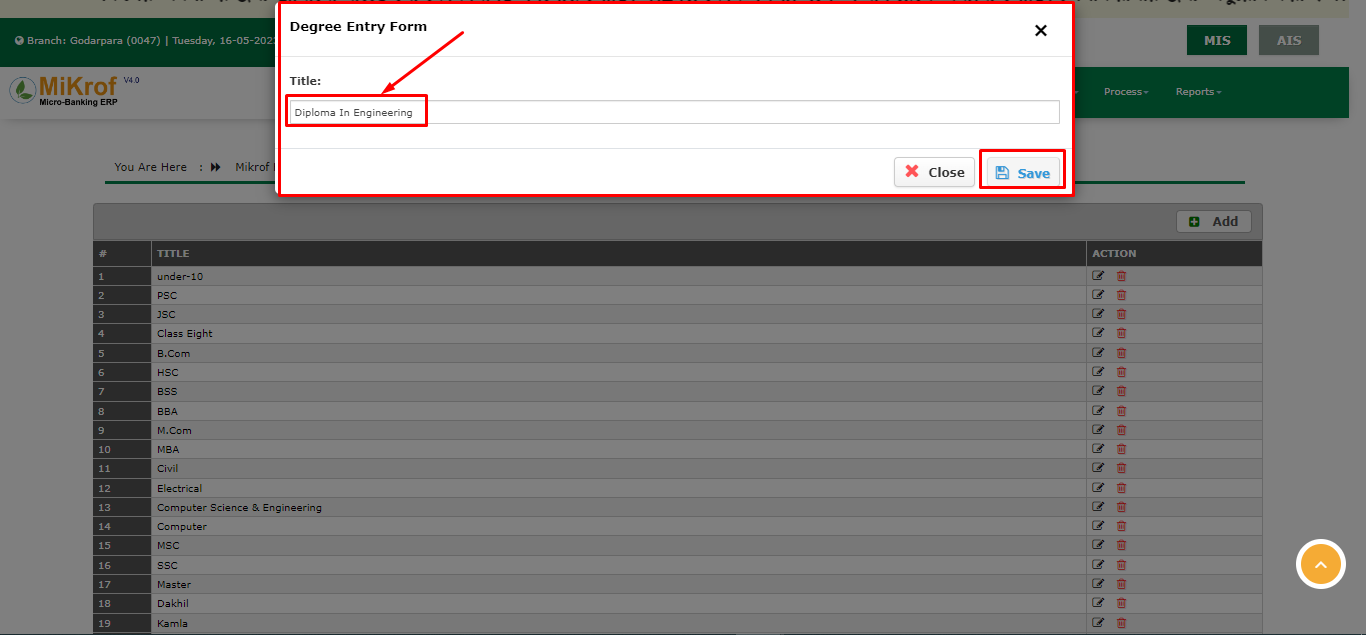 Degree Entry Form
Branch: Godarpara (0047) | Tuesday, 16-05-202
MIS
AIS
MiKrof V4.0
Micro-Banking ERP
Title:
Process
Reports
Diploma In Engineering
You Are Here : Mikrof
Close
Save
Add
# TITLE ACTION
1 under-10
2 PSC
3 JSC
4 Class Eight
5 B.Com
6 HSC
7 BSS
8 BBA
9 M.Com
10 MBA
11 Civil
12 Electrical
13 Computer Science & Engineering
14 Computer
15 MSC
16 SSC
17 Master
18 Dakhil
19 Kamla